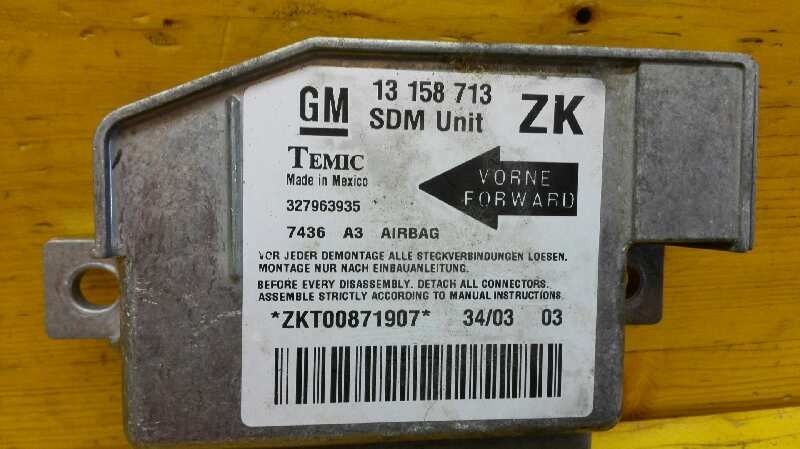 GM 13 158 713 ZK
SDM Unit
TEMIC
Made in Mexico
VORNE
FORWARD
327963935
7436 A3 AIRBAG
VOR JEDER DEMONTAGE ALLE STECKVERBINDUNGEN LOESEN.
MONTAGE NUR NACH EINBAUANLEITUNG.
BEFORE EVERY DISASSEMBLY. DETACH ALL CONNECTORS.
ASSEMBLE STRICTLY ACCORDING TO MANUAL INSTRUCTIONS.
*ZKT00871907* 34/03 03